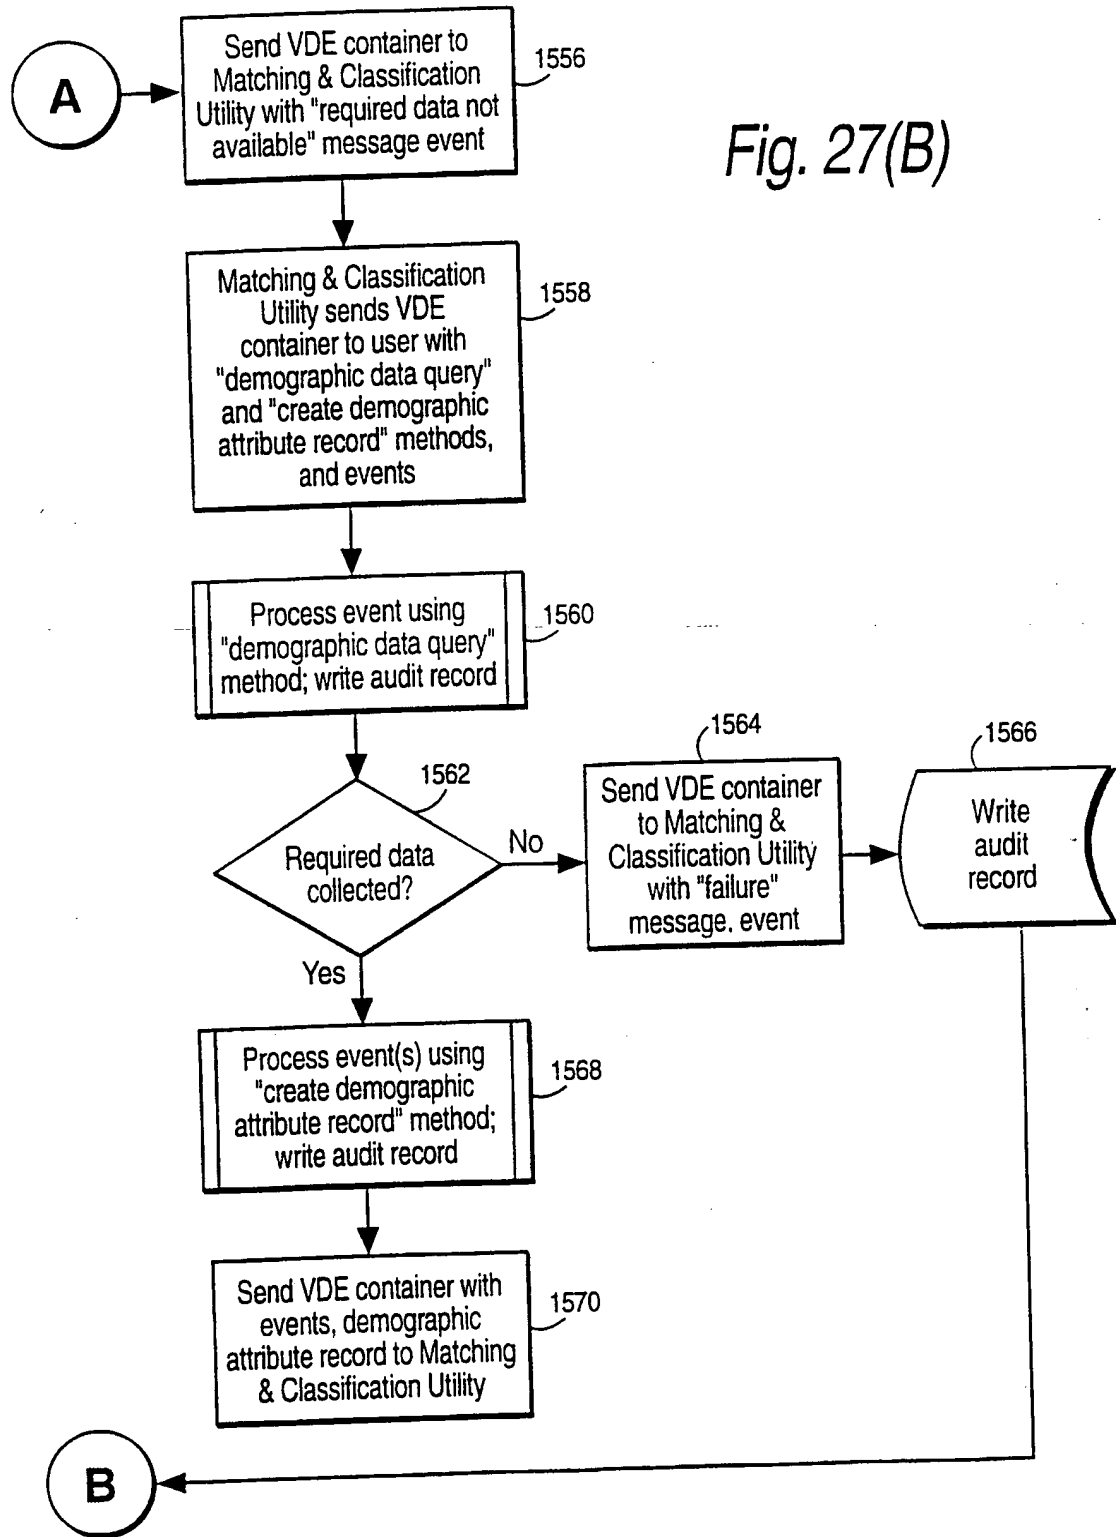 A
Send VDE container to
Matching & Classification
Utility with "required data not
available" message event
1556
Fig. 27(B)
Matching & Classification
Utility sends VDE
container to user with
"demographic data query"
and "create demographic
attribute record" methods,
and events
1558
Process event using
"demographic data query"
method; write audit record
1560
1562
Required data
collected?
No
Yes
1564
Send VDE container
to Matching &
Classification Utility
with "failure"
message. event
1566
Write
audit
record
Process event(s) using
"create demographic
attribute record" method;
write audit record
1568
Send VDE container with
events, demographic
attribute record to Matching
& Classification Utility
1570
B